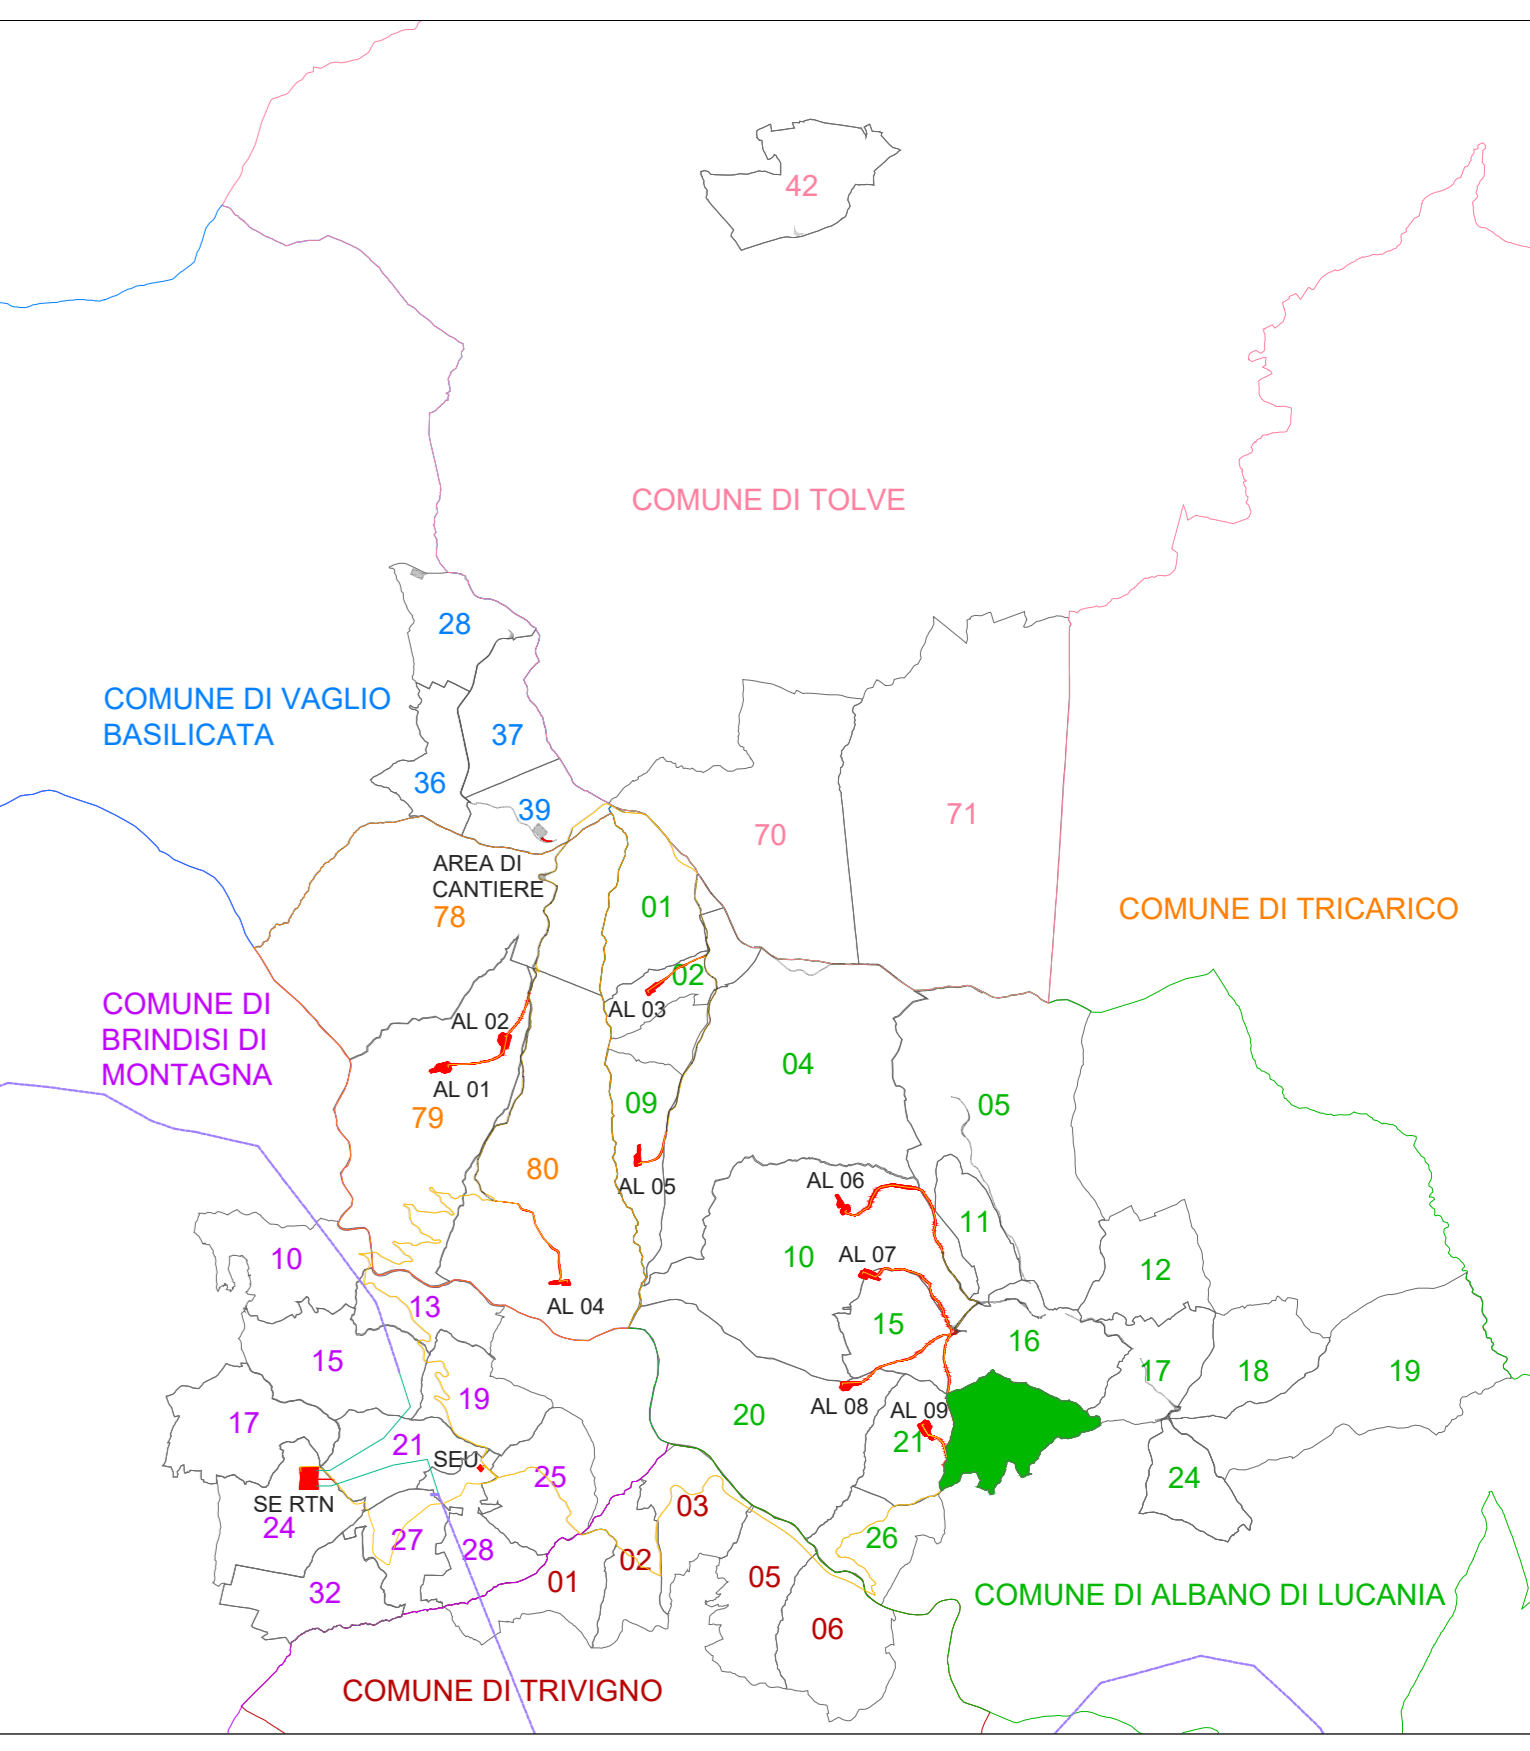 42
COMUNE DI TOLVE
28
COMUNE DI VAGLIO
BASILICATA
37
36
39
70
71
AREA DI
CANTIERE
78
01
COMUNE DI TRICARICO
02
AL 03
COMUNE DI
BRINDISI DI
MONTAGNA
AL 02
AL 01
79
04
05
09
80
AL 05
AL 06
11
10
10
AL 07
12
13
AL 04
15
16
15
17
18
19
19
17
20
AL 08
AL 09
21
21
SEU
25
24
SE RTN
24
03
27
28
26
02
01
05
32
COMUNE DI ALBANO DI LUCANIA
06
COMUNE DI TRIVIGNO